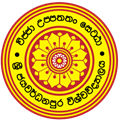 විජ්ජා උප්පතතං සෙට්ඨා
ශ්‍රී ජයවර්ධනපුර විශ්වවිද්‍යාලය